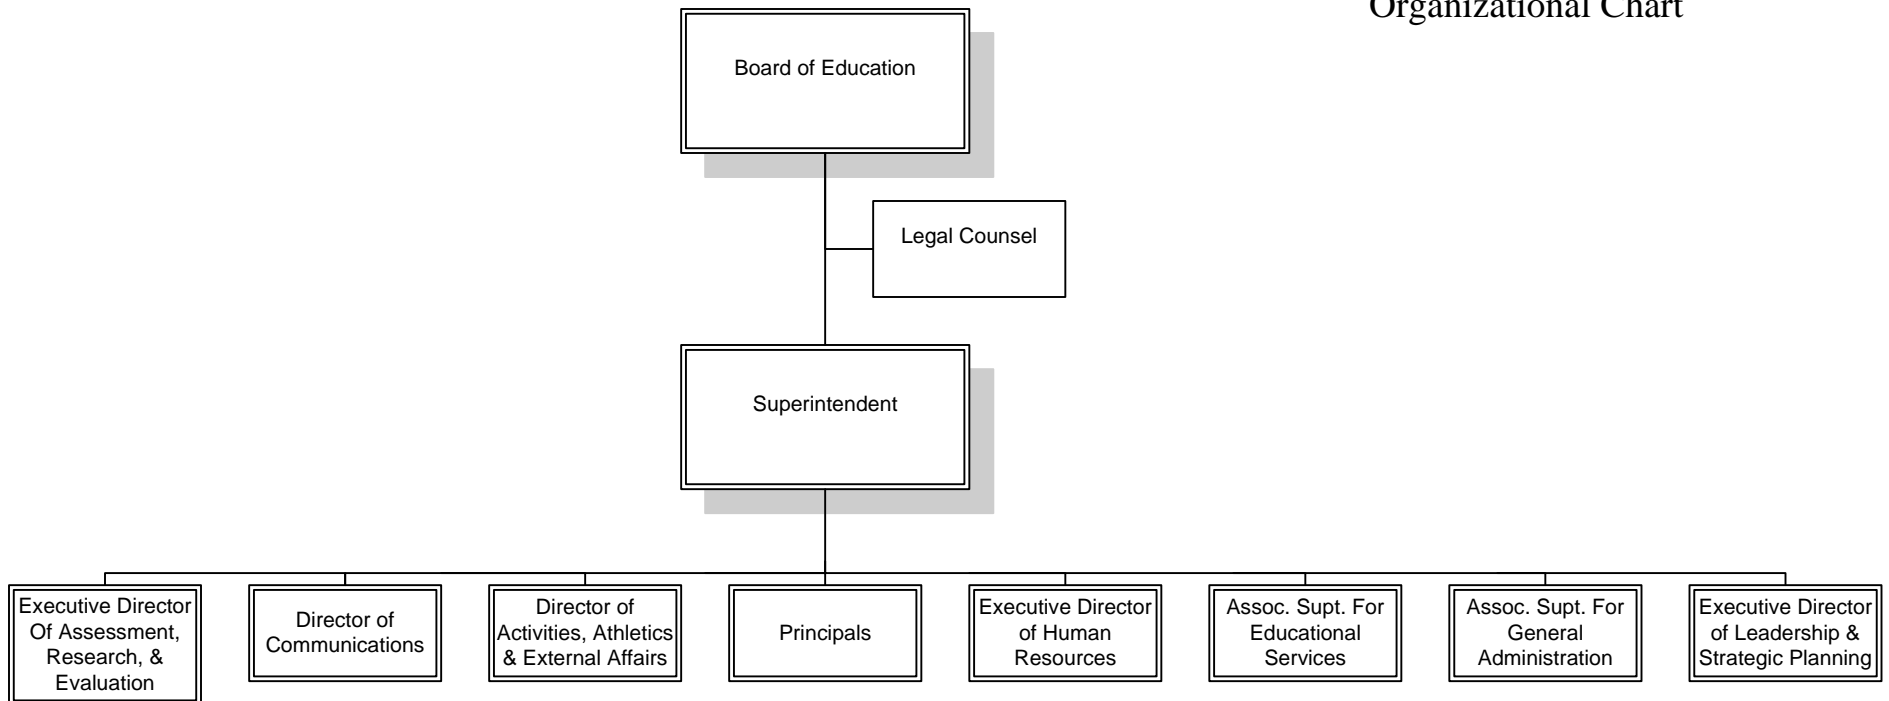 Organizational Chart
Board of Education
Legal Counsel
Superintendent
Executive Director
Of Assessment,
Research, &
Evaluation
Director of
Communications
Director of
Activities, Athletics
& External Affairs
Principals
Executive Director
of Human
Resources
Assoc. Supt. For
Educational
Services
Assoc. Supt. For
General
Administration
Executive Director
of Leadership &
Strategic Planning